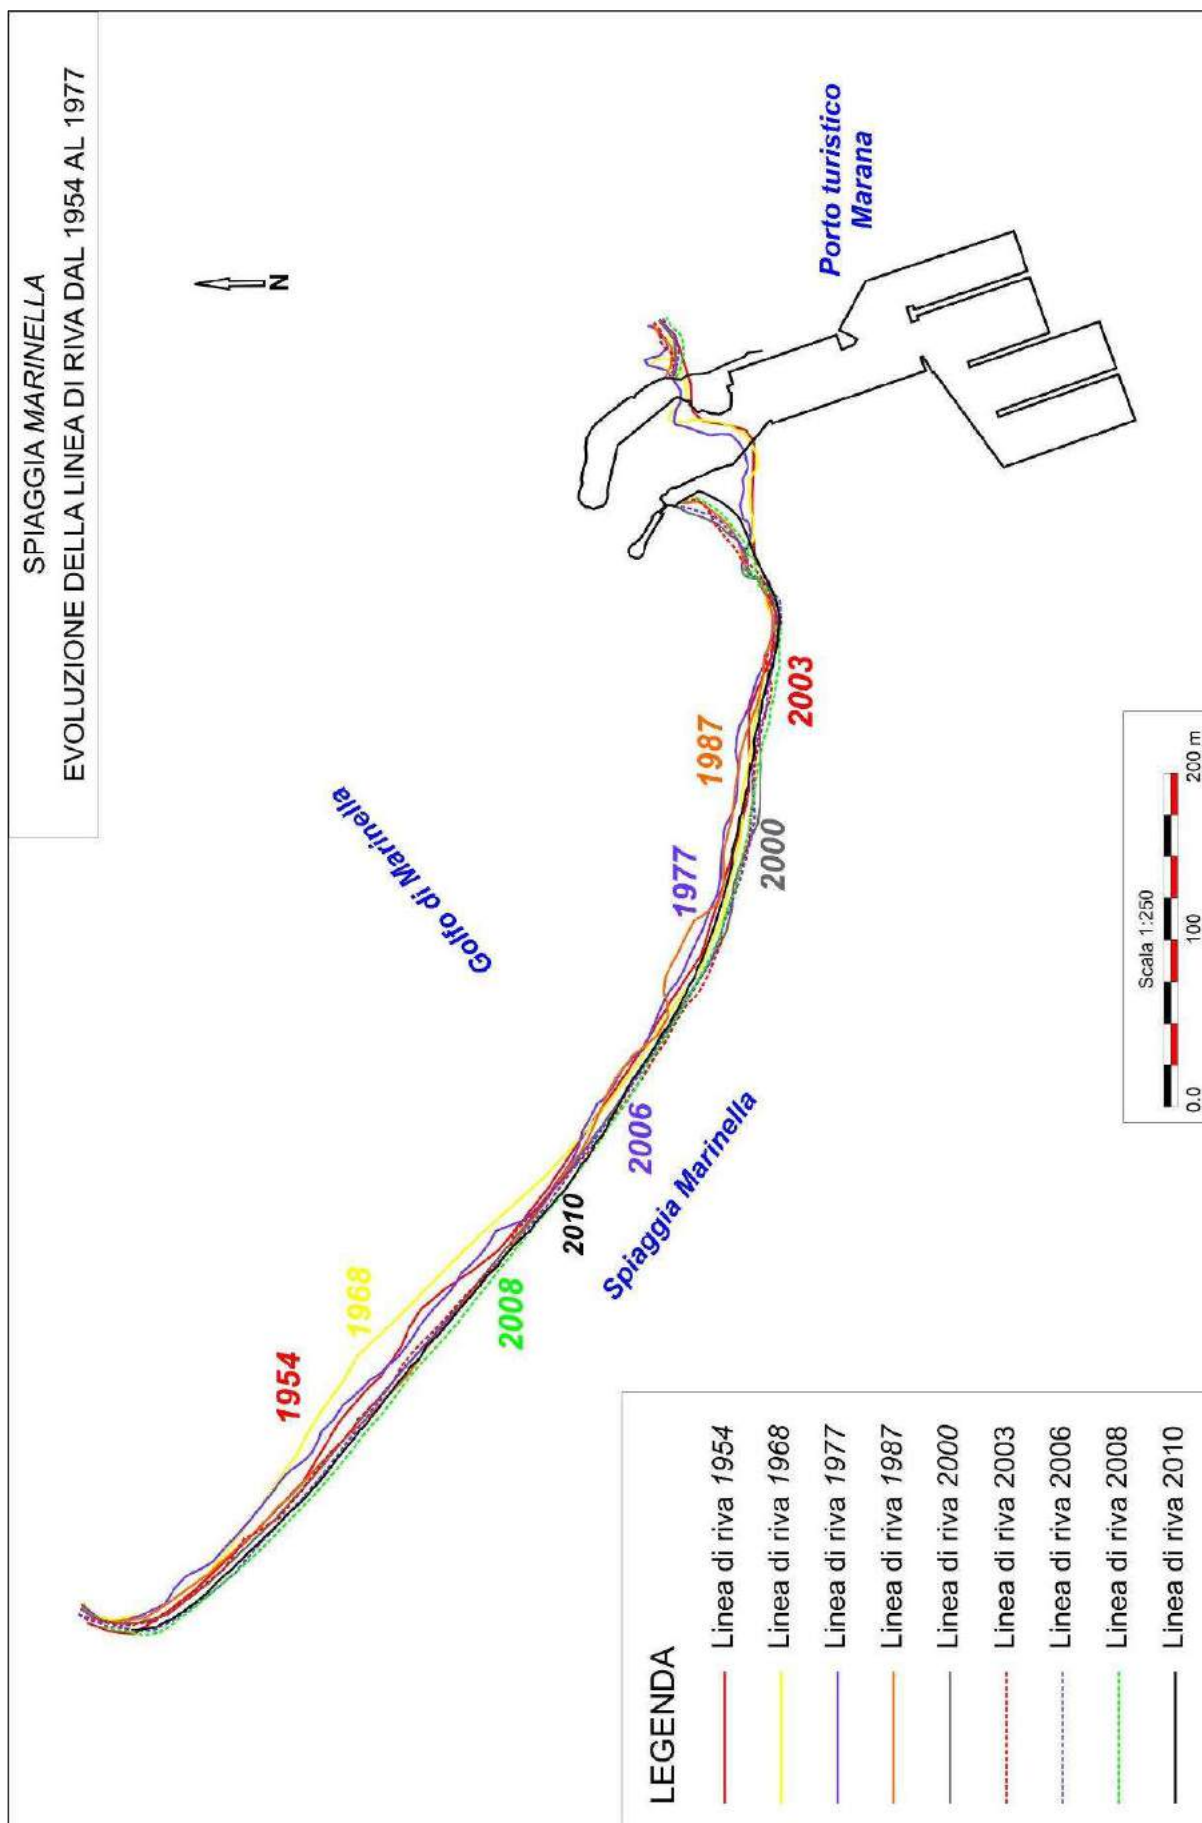 SPIAGGIA MARINELLA
EVOLUZIONE DELLA LINEA DI RIVA DAL 1954 AL 1977
N
Porto turistico
Marana
Golfo di Marinella
1954
1968
2008
2010
2006
1977
1987
2000
2003
Spiaggia Marinella
LEGENDA
Linea di riva 1954
Linea di riva 1968
Linea di riva 1977
Linea di riva 1987
Linea di riva 2000
Linea di riva 2003
Linea di riva 2006
Linea di riva 2008
Linea di riva 2010
Scala 1:250
0.0 100 200 m